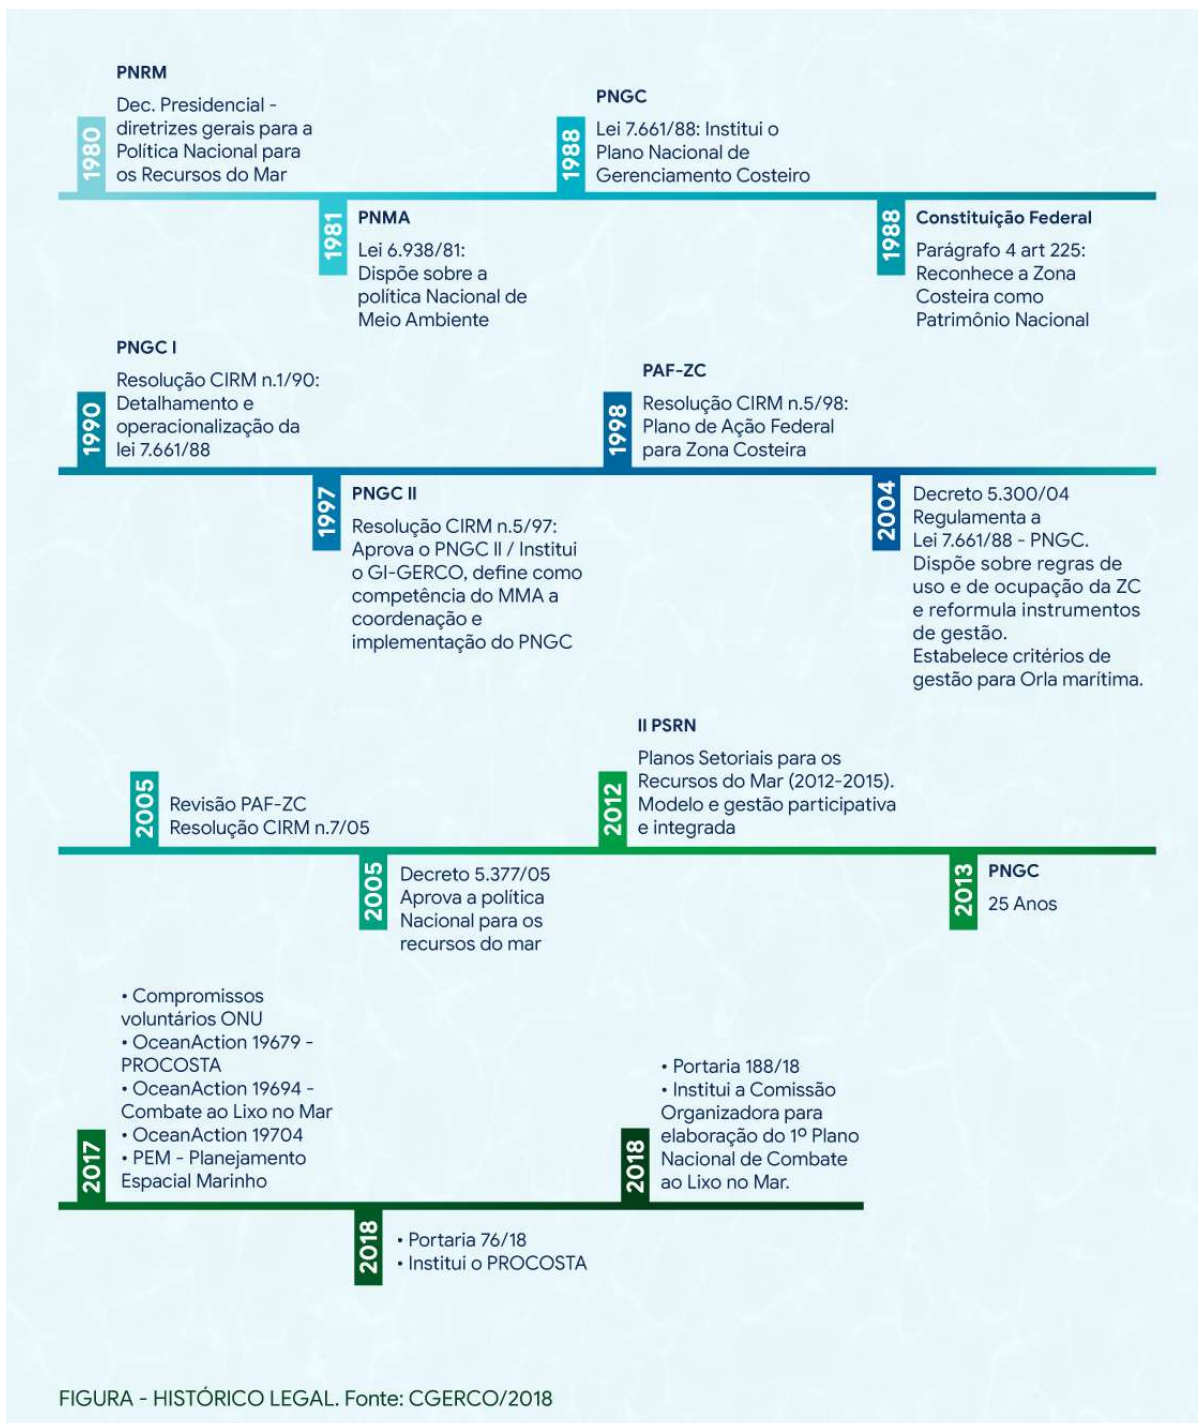 PNRM
1980
Dec. Presidencial -
diretrizes gerais para a
Política Nacional para
os Recursos do Mar
1981
PNMA
Lei 6.938/81:
Dispõe sobre a
política Nacional de
Meio Ambiente
PNGC
1988
Lei 7.661/88: Institui o
Plano Nacional de
Gerenciamento Costeiro
1988
Constituição Federal
Parágrafo 4 art 225:
Reconhece a Zona
Costeira como
Patrimônio Nacional
PNGC I
1990
Resolução CIRM n.1/90:
Detalhamento e
operacionalização da
lei 7.661/88
1997
PNGC II
Resolução CIRM n.5/97:
Aprova o PNGC II / Institui
o GI-GERCO, define como
competência do MMA a
coordenação e
implementação do PNGC
PAF-ZC
1998
Resolução CIRM n.5/98:
Plano de Ação Federal
para Zona Costeira
2004
Decreto 5.300/04
Regulamenta a
Lei 7.661/88 - PNGC.
Dispõe sobre regras de
uso e de ocupação da ZC
e reformula instrumentos
de gestão.
Estabelece critérios de
gestão para Orla marítima.
2005
Revisão PAF-ZC
Resolução CIRM n.7/05
2005
Decreto 5.377/05
Aprova a política
Nacional para os
recursos do mar
II PSRN
2012
Planos Setoriais para os
Recursos do Mar (2012-2015).
Modelo e gestão participativa
e integrada
2013
PNGC
25 Anos
2017
• Compromissos
voluntários ONU
• OceanAction 19679 -
PROCOSTA
• OceanAction 19694 -
Combate ao Lixo no Mar
• OceanAction 19704
• PEM - Planejamento
Espacial Marinho
2018
• Portaria 76/18
• Institui o PROCOSTA
2018
• Portaria 188/18
• Institui a Comissão
Organizadora para
elaboração do 1º Plano
Nacional de Combate
ao Lixo no Mar.
FIGURA - HISTÓRICO LEGAL. Fonte: CGERCO/2018